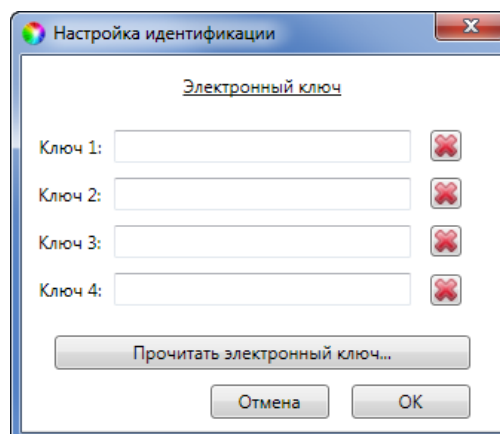 Настройка идентификации
Электронный ключ
Ключ 1:
Ключ 2:
Ключ 3:
Ключ 4:
Прочитать электронный ключ...
Отмена OK